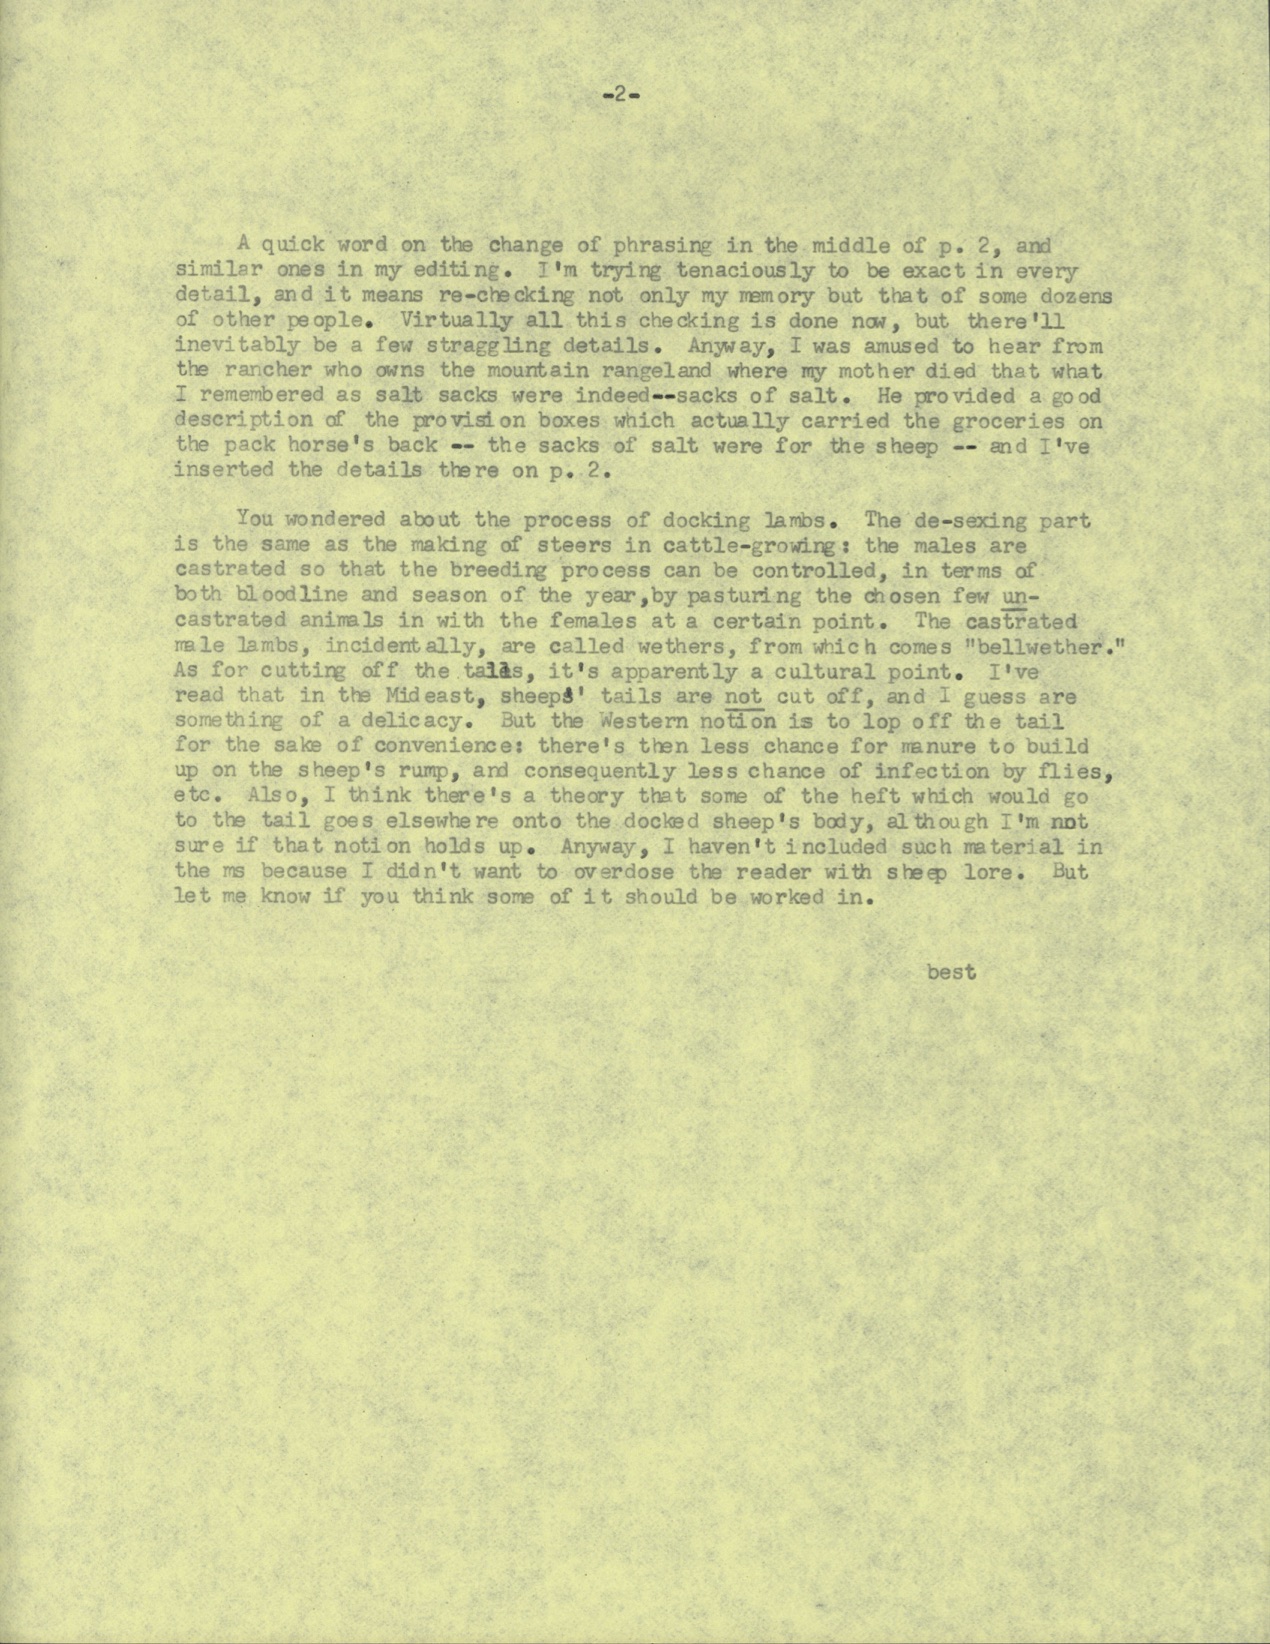 -2-
A quick word on the change of phrasing in the middle of p. 2, and
similar ones in my editing. I'm trying tenaciously to be exact in every
detail, and it means re-checking not only my memory but that of some dozens
of other people. Virtually all this checking is done now, but there'll
inevitably be a few straggling details. Anyway, I was amused to hear from
the rancher who owns the mountain rangeland where my mother died that what
I remembered as salt sacks were indeed--sacks of salt. He provided a good
description of the provision boxes which actually carried the groceries on
the pack horse's back -- the sacks of salt were for the sheep -- and I've
inserted the details there on p. 2.
You wondered about the process of docking lambs. The de-sexing part
is the same as the making of steers in cattle-growing: the males are
castrated so that the breeding process can be controlled, in terms of
both bloodline and season of the year,by pasturing the chosen few un-
castrated animals in with the females at a certain point. The castrated
male lambs, incidentally, are called wethers, from which comes "bellwether."
As for cutting off the tails, it's apparently a cultural point. I've
read that in the Mideast, sheeps' tails are not cut off, and I guess are
something of a delicacy. But the Western notion is to lop off the tail
for the sake of convenience: there's then less chance for manure to build
up on the sheep's rump, and consequently less chance of infection by flies,
etc. Also, I think there's a theory that some of the heft which would go
to the tail goes elsewhere onto the docked sheep's body, although I'm not
sure if that notion holds up. Anyway, I haven't included such material in
the ms because I didn't want to overdose the reader with sheep lore. But
let me know if you think some of it should be worked in.
best